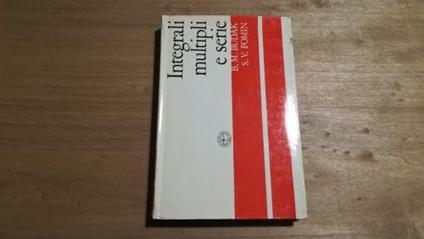 Integrali
multipli
e serie
B. M. BUDAK
S. V. FOMIN